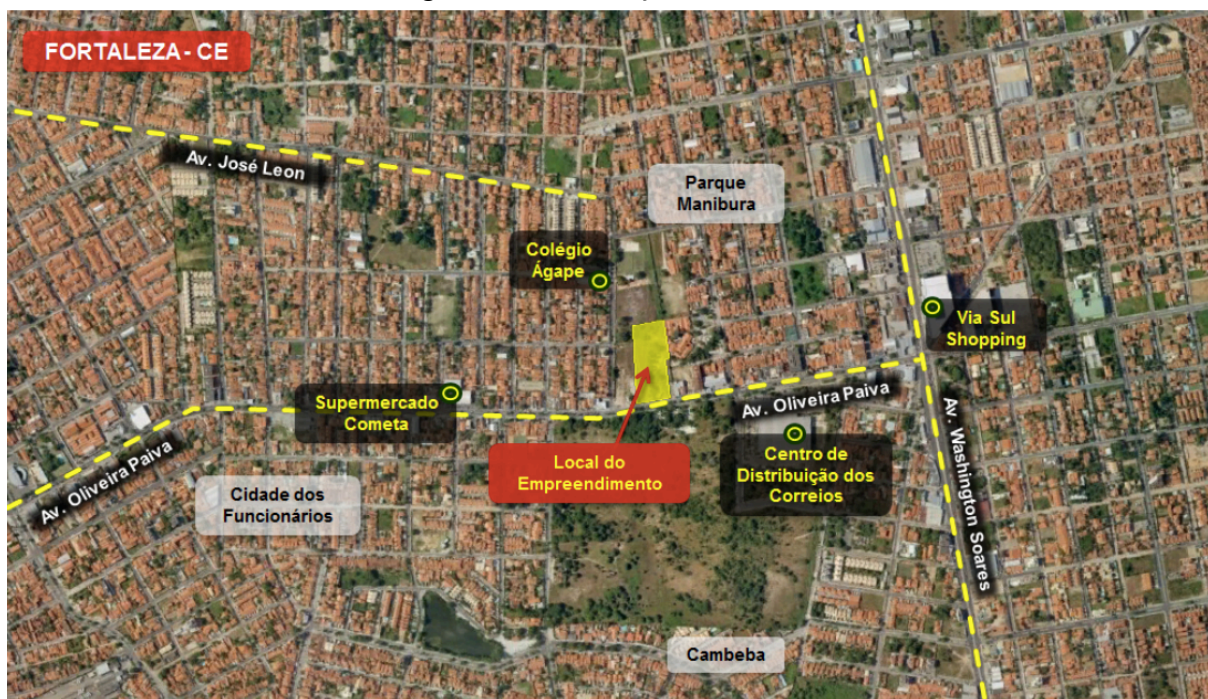 FORTALEZA - CE
Av. José Leon
Parque
Manibura
Colégio
Ágape
Via Sul
Shopping
Supermercado
Cometa
Av. Oliveira Paiva
Centro de
Distribuição dos
Correios
Local do
Empreendimento
Av. Oliveira Paiva
Cidade dos
Funcionários
Av. Washington Soares
Cambeba